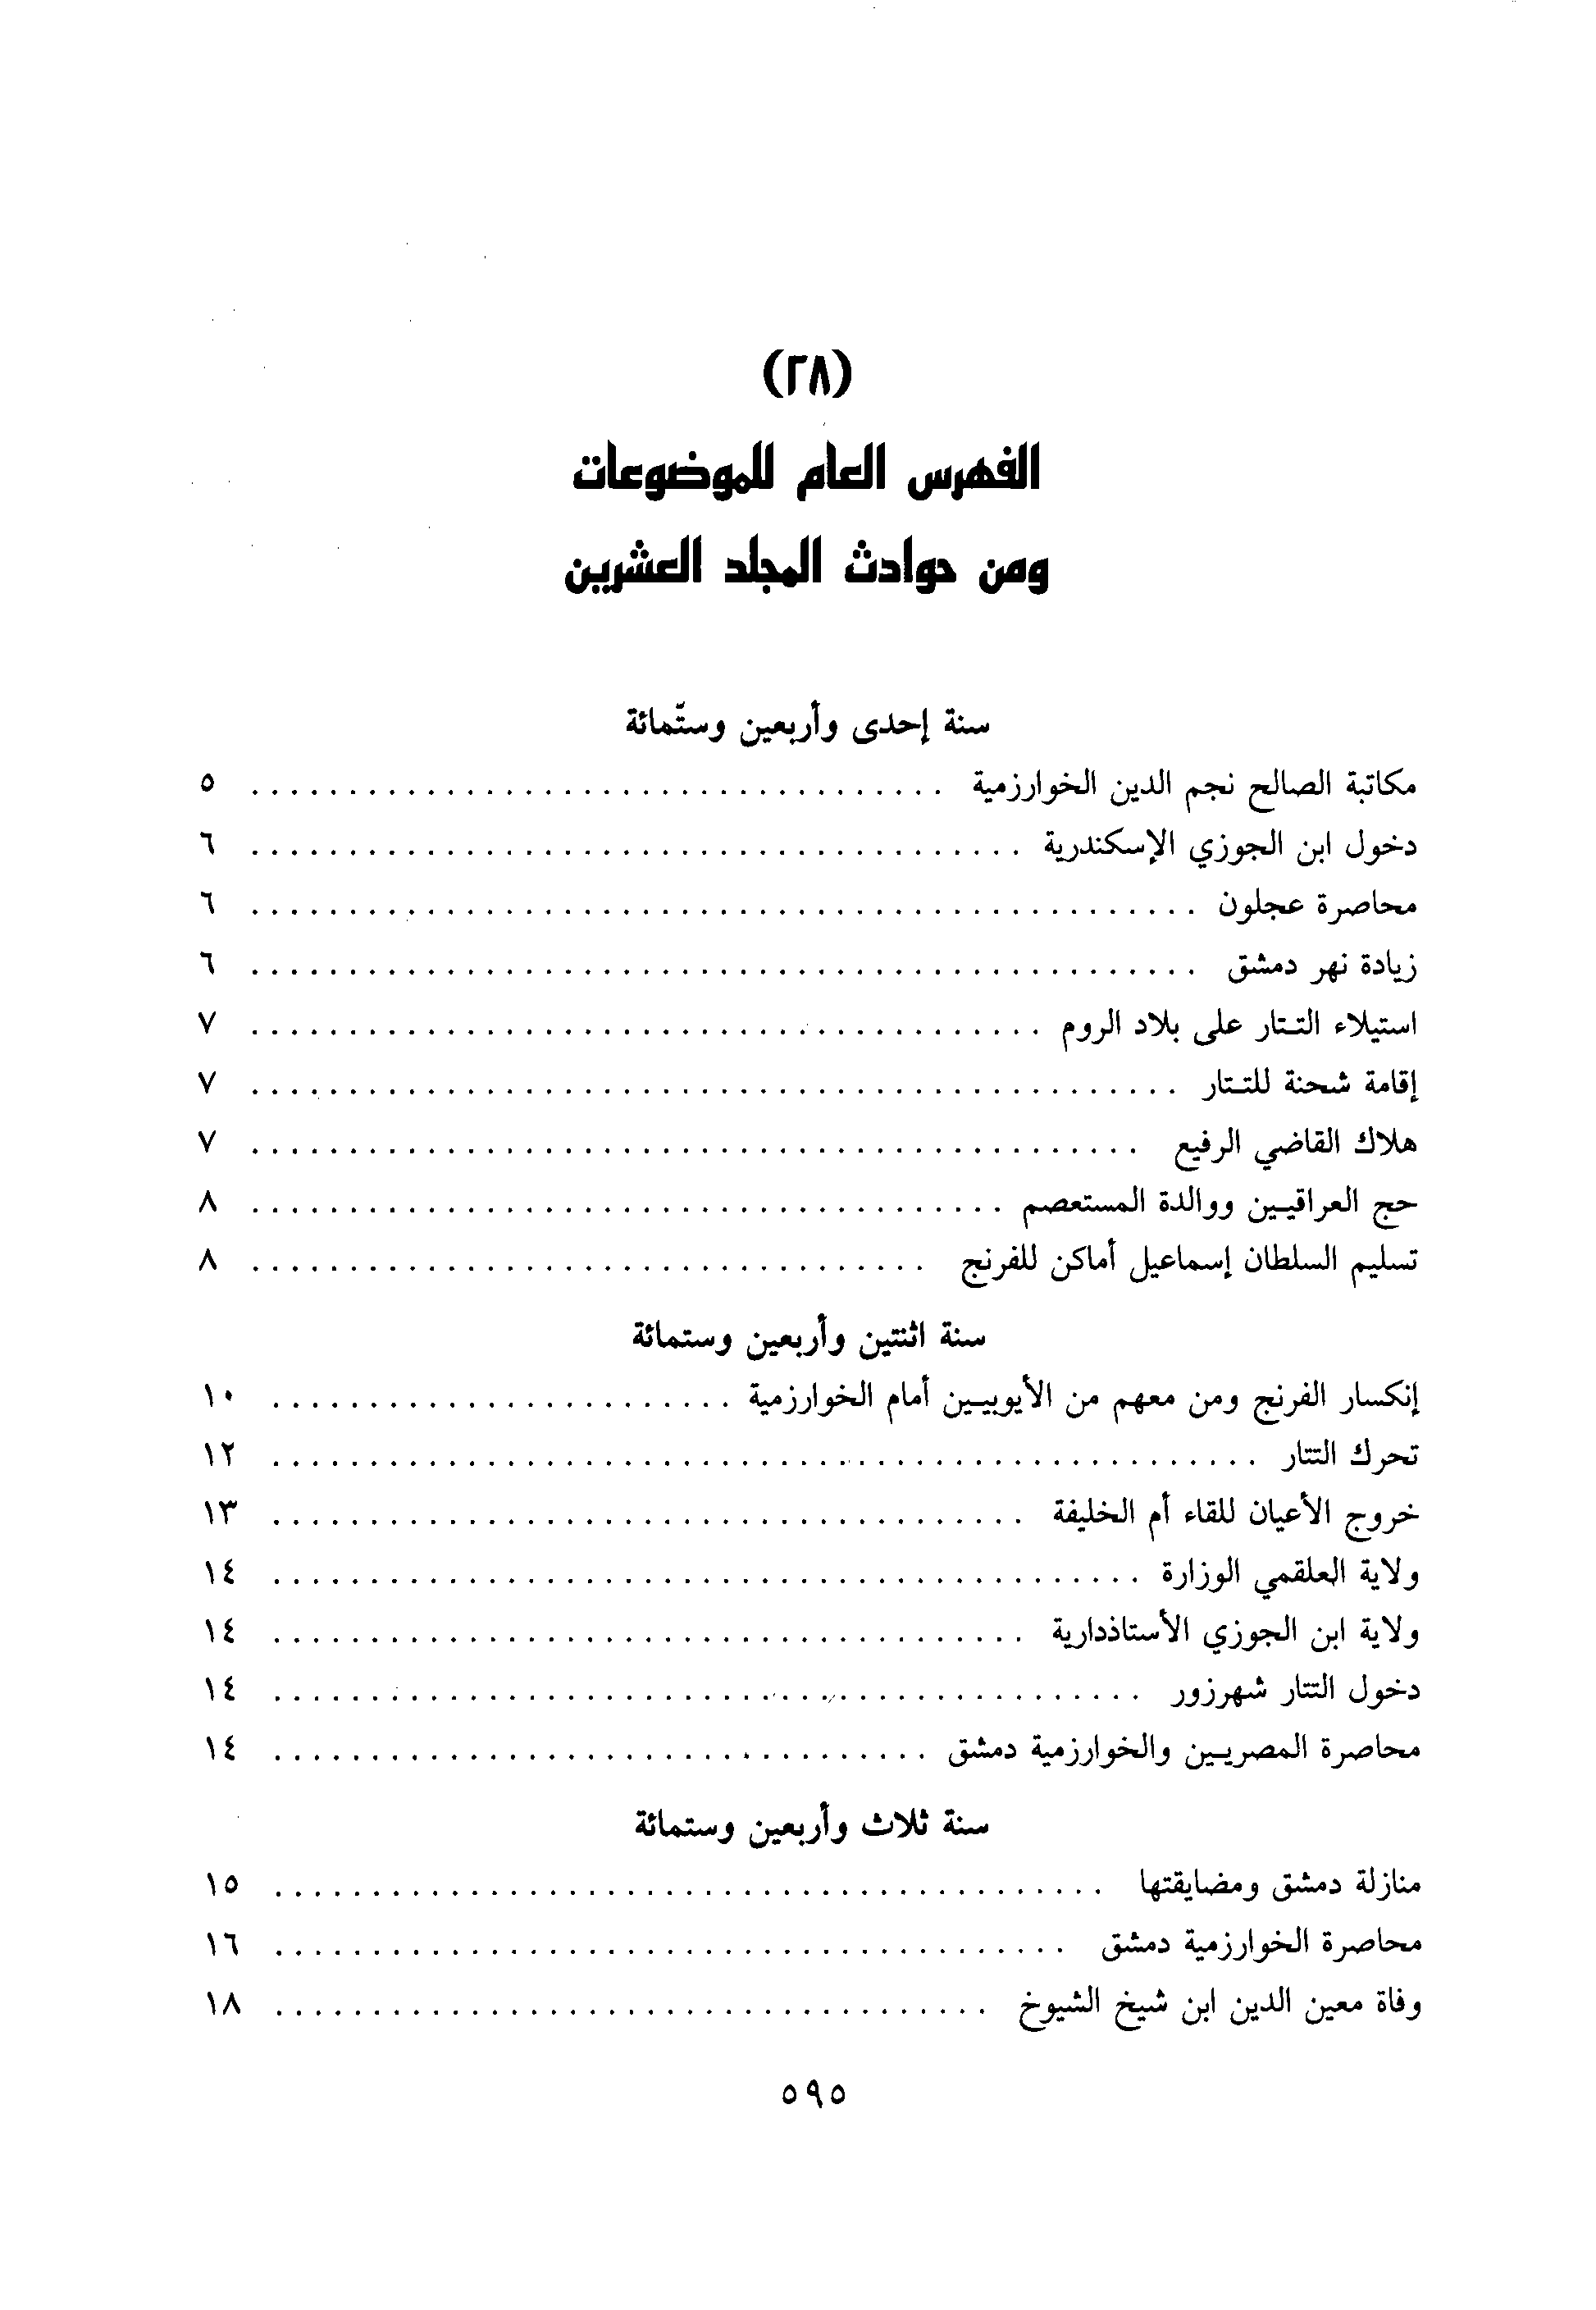 (٢٨)
الفهرس العام للموضوعات
ومن حوادث المجلد العشرين
سنة إحدى وأربعين وستّمائة
مكاتبة الصالح نجم الدين الخوارزمية . . . . . . . . . . . . . . . . . . . . ٥
دخول ابن الجوزي الإسكندرية . . . . . . . . . . . . . . . . . . . . ٦
محاصرة عجلون . . . . . . . . . . . . . . . . . . . . ٦
زيادة نهر دمشق . . . . . . . . . . . . . . . . . . . . ٦
استيلاء التتار على بلاد الروم . . . . . . . . . . . . . . . . . . . . ٧
إقامة شحنة للتتار . . . . . . . . . . . . . . . . . . . . ٧
هلاك القاضي الرفيع . . . . . . . . . . . . . . . . . . . . ٧
حج العراقيين ووالدة المستعصم . . . . . . . . . . . . . . . . . . . . ٨
تسليم السلطان إسماعيل أماكن للفرنج . . . . . . . . . . . . . . . . . . . . ٨
سنة اثنتين وأربعين وستمائة
إنكسار الفرنج ومن معهم من الأيوبيين أمام الخوارزمية . . . . . . . . . . . . . . . . . . . . ١٠
تحرك التتار . . . . . . . . . . . . . . . . . . . . ١٢
خروج الأعيان للقاء أم الخليفة . . . . . . . . . . . . . . . . . . . . ١٣
ولاية العلقمي الوزارة . . . . . . . . . . . . . . . . . . . . ١٤
ولاية ابن الجوزي الأستاذدارية . . . . . . . . . . . . . . . . . . . . ١٤
دخول التتار شهرزور . . . . . . . . . . . . . . . . . . . . ١٤
محاصرة المصريين والخوارزمية دمشق . . . . . . . . . . . . . . . . . . . . ١٤
سنة ثلاث وأربعين وستمائة
منازلة دمشق ومضايقتها . . . . . . . . . . . . . . . . . . . . ١٥
محاصرة الخوارزمية دمشق . . . . . . . . . . . . . . . . . . . . ١٦
وفاة معين الدين ابن شيخ الشيوخ . . . . . . . . . . . . . . . . . . . . ١٨
٥٩٥